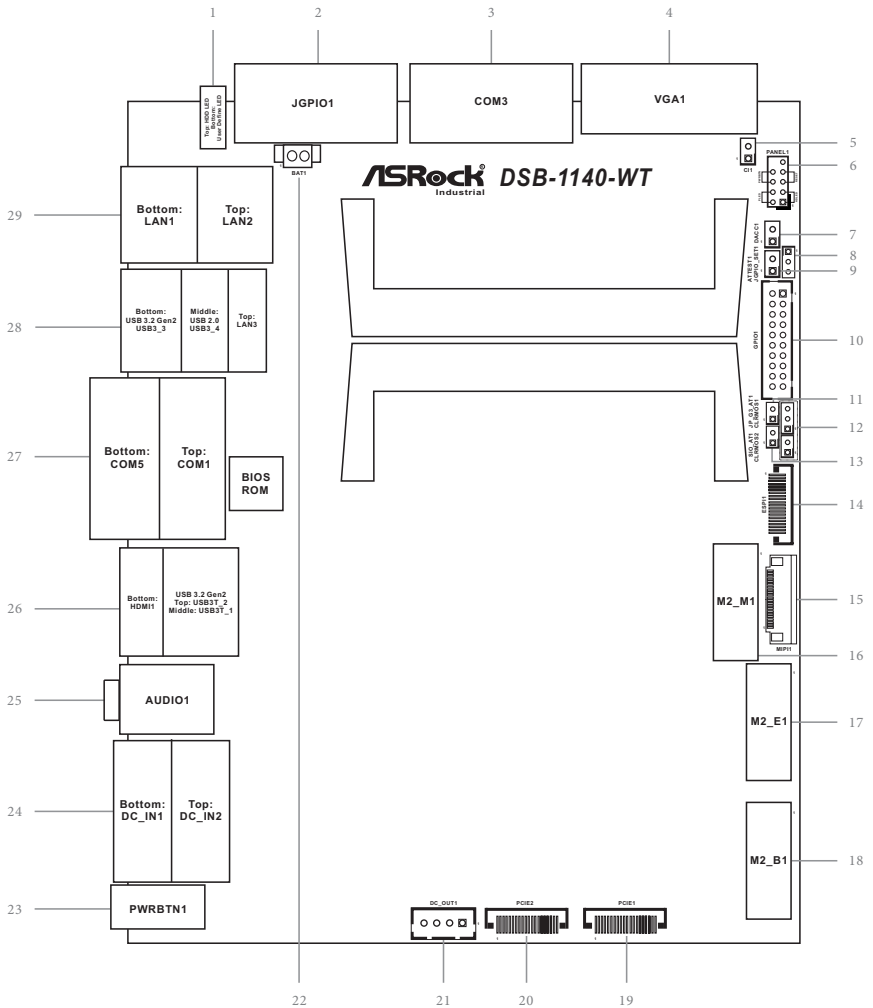 1
2
3
4
Top: HDD LED
Bottom:
User Define LED
JGPIO1
COM3
VGA1
BAT1
ASRock
Industrial
DSB-1140-WT
CI1
5
PANEL1
6
29
Bottom:
LAN1
Top:
LAN2
DACC1
7
8
ATTEST1
JGPIO_SET1
9
28
Bottom:
USB 3.2 Gen2
USB3_3
Middle:
USB 2.0
USB3_4
Top:
LAN3
GPIO1
10
27
Bottom:
COM5
Top:
COM1
BIOS
ROM
JP_G3_AT1
CLRMOS1
11
12
SIO_AT1
CLRMOS2
13
ESPI1
14
26
Bottom:
HDMI1
USB 3.2 Gen2
Top: USB3T_2
Middle: USB3T_1
M2_M1
MIPI1
15
16
25
AUDIO1
M2_E1
17
24
Bottom:
DC_IN1
Top:
DC_IN2
M2_B1
18
23
PWRBTN1
DC_OUT1
PCIE2
PCIE1
22
21
20
19